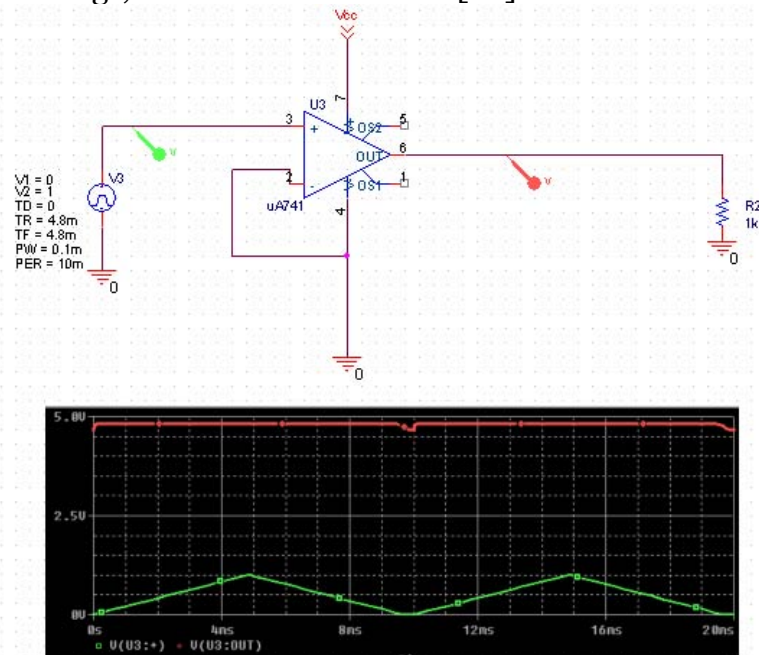 Vcc
U3
7
5
3
+
OS2
6
OUT
2
-
OS1
1
uA741
4
V
V
V3
V1 = 0
V2 = 1
TD = 0
TR = 4.8m
TF = 4.8m
PW = 0.1m
PER = 10m
0
R2
1k
0
0
5.0V
2.5V
0V
0s 4ms 8ms 12ms 16ms 20ms
V(U3:+) V(U3:OUT)